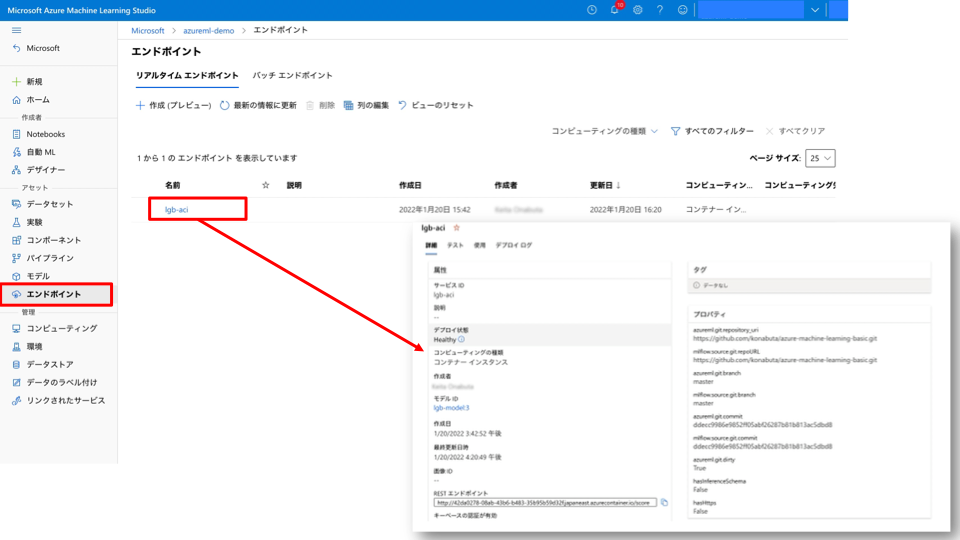 Microsoft Azure Machine Learning Studio
10
Microsoft > azureml-demo > エンドポイント
エンドポイント
リアルタイム エンドポイント
バッチ エンドポイント
作成 (プレビュー)
最新の情報に更新
削除
列の編集
ビューのリセット
コンピューティングの種類
すべてのフィルター
すべてクリア
1 から 1 の エンドポイント を表示しています
ページ サイズ:
25
名前
説明
作成日
作成者
更新日 ↓
コンピューティン...
コンピューティング
lgb-aci
2022年1月20日 15:42
2022年1月20日 16:20
コンテナー イン...
Microsoft
新規
ホーム
作成者
Notebooks
自動 ML
デザイナー
アセット
データセット
実験
コンポーネント
パイプライン
モデル
エンドポイント
管理
コンピューティング
環境
データストア
データのラベル付け
リンクされたサービス
lgb-aci
詳細
テスト
使用
デプロイ ログ
属性
サービス ID
lgb-aci
説明
--
デプロイ状態
Healthy
コンピューティングの種類
コンテナー インスタンス
作成者
モデル ID
lgb-model:3
作成日
1/20/2022 3:42:52 午後
最終更新日時
1/20/2022 4:20:49 午後
画像 ID
--
REST エンドポイント
キーベースの認証が有効
タグ
データなし
プロパティ
azureml.git.repository_uri
https://github.com/konabuta/azure-machine-learning-basic.git
mlflow.source.git.repoURL
https://github.com/konabuta/azure-machine-learning-basic.git
azureml.git.branch
master
mlflow.source.git.branch
master
azureml.git.commit
ddecc9986e9852ff05abf26287b81b813ac5dbd8
mlflow.source.git.commit
ddecc9986e9852ff05abf26287b81b813ac5dbd8
azureml.git.dirty
True
hasInferenceSchema
False
hasHttps
False